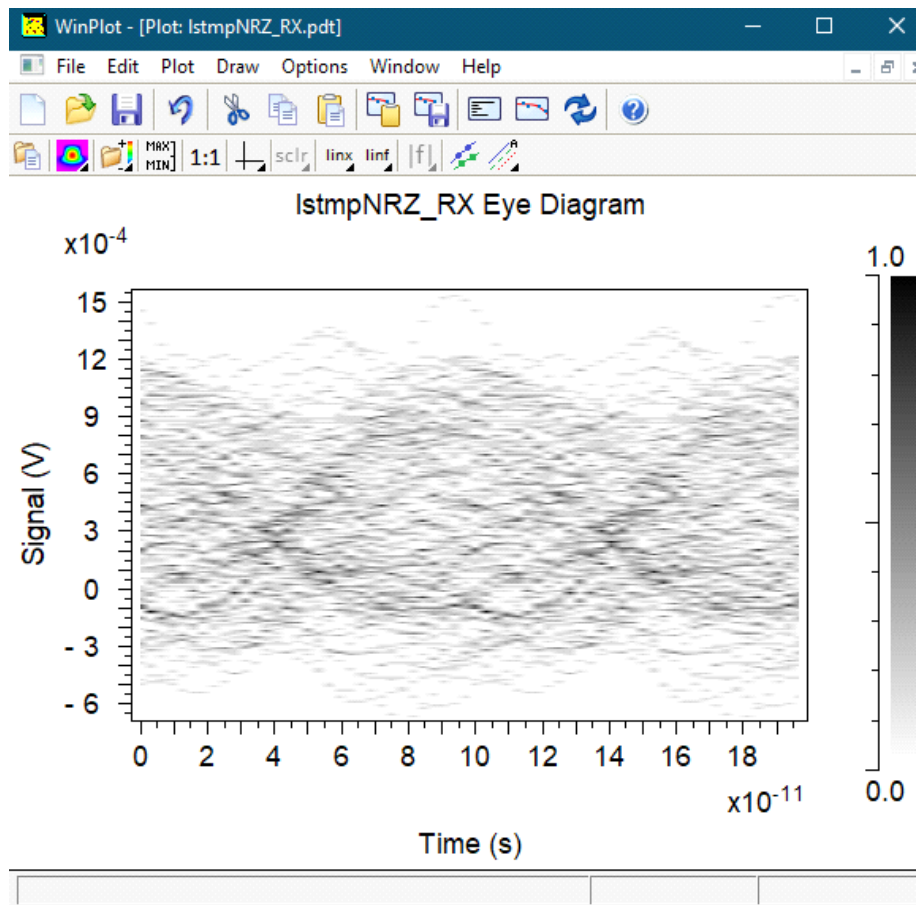 WinPlot - [Plot: lstmpNRZ_RX.pdt]
File Edit Plot Draw Options Window Help
MAX
MIN
1:1
sclr
linx
linf
|f|
A
lstmpNRZ_RX Eye Diagram
x10-4
1.0
15
12
9
6
3
0
- 3
- 6
Signal (V)
0 2 4 6 8 10 12 14 16 18
0.0
x10-11
Time (s)